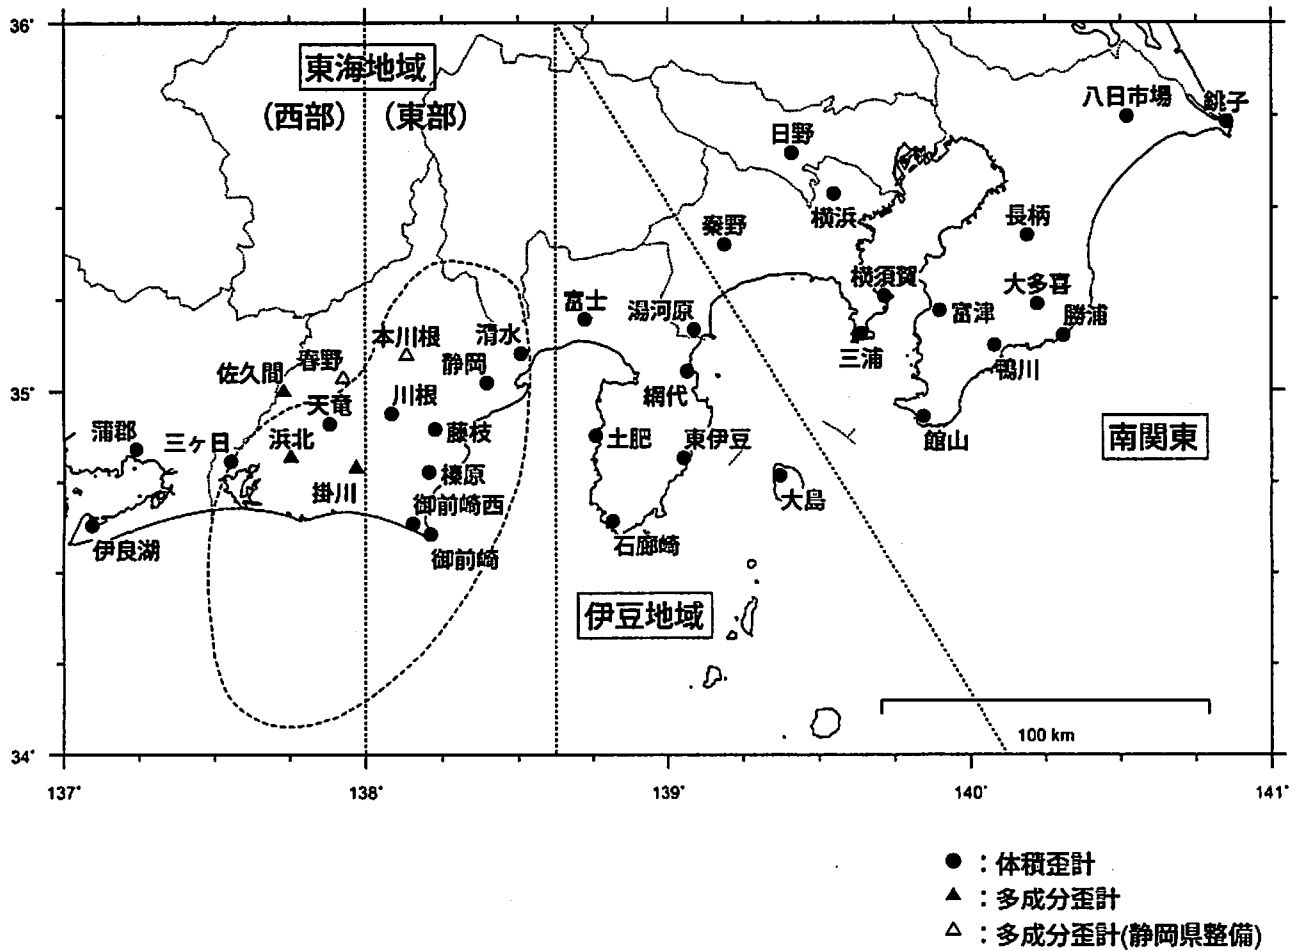 36°
東海地域
(西部) (東部)
八日市場
銚子
日野
横浜
秦野
長柄
横須賀
大多喜
富士
湯河原
富津
勝浦
本川根
清水
三浦
春野
静岡
鴨川
佐久間
35°
川根
網代
天竜
館山
蒲郡
三ヶ日
浜北
藤枝
土肥
東伊豆
南関東
榛原
掛川
御前崎西
大島
伊良湖
御前崎
石廊崎
伊豆地域
100 km
34°
137° 138° 139° 140° 141°
● : 体積歪計
▲ : 多成分歪計
△ : 多成分歪計(静岡県整備)